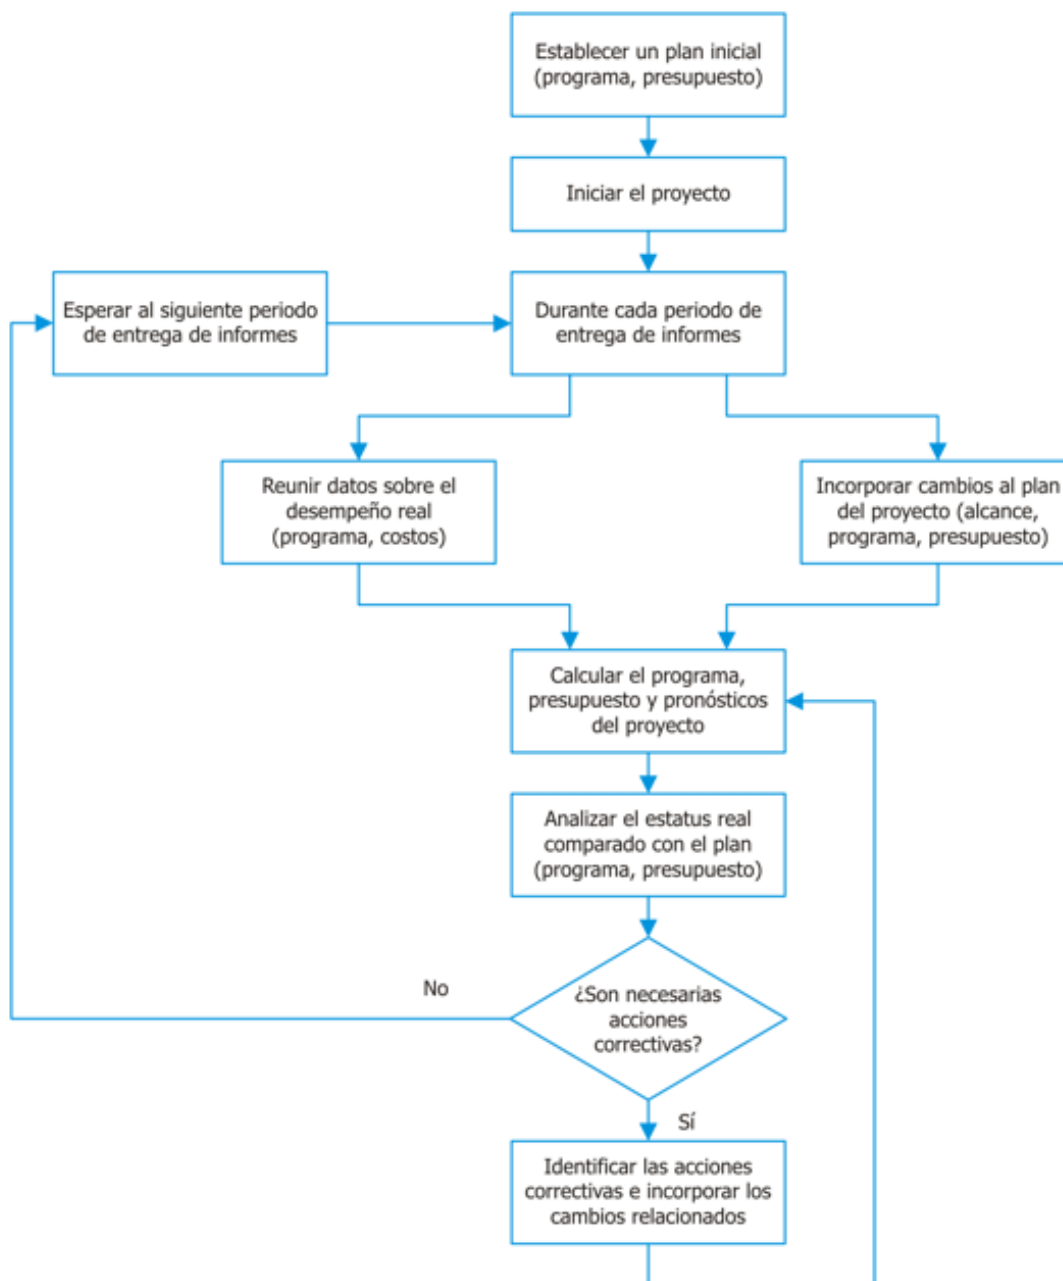 Establecer un plan inicial
(programa, presupuesto)
Iniciar el proyecto
Esperar al siguiente periodo
de entrega de informes
Durante cada periodo de
entrega de informes
Reunir datos sobre el
desempeño real
(programa, costos)
Incorporar cambios al plan
del proyecto (alcance,
programa, presupuesto)
Calcular el programa,
presupuesto y pronósticos
del proyecto
Analizar el estatus real
comparado con el plan
(programa, presupuesto)
No
¿Son necesarias
acciones
correctivas?
Sí
Identificar las acciones
correctivas e incorporar los
cambios relacionados